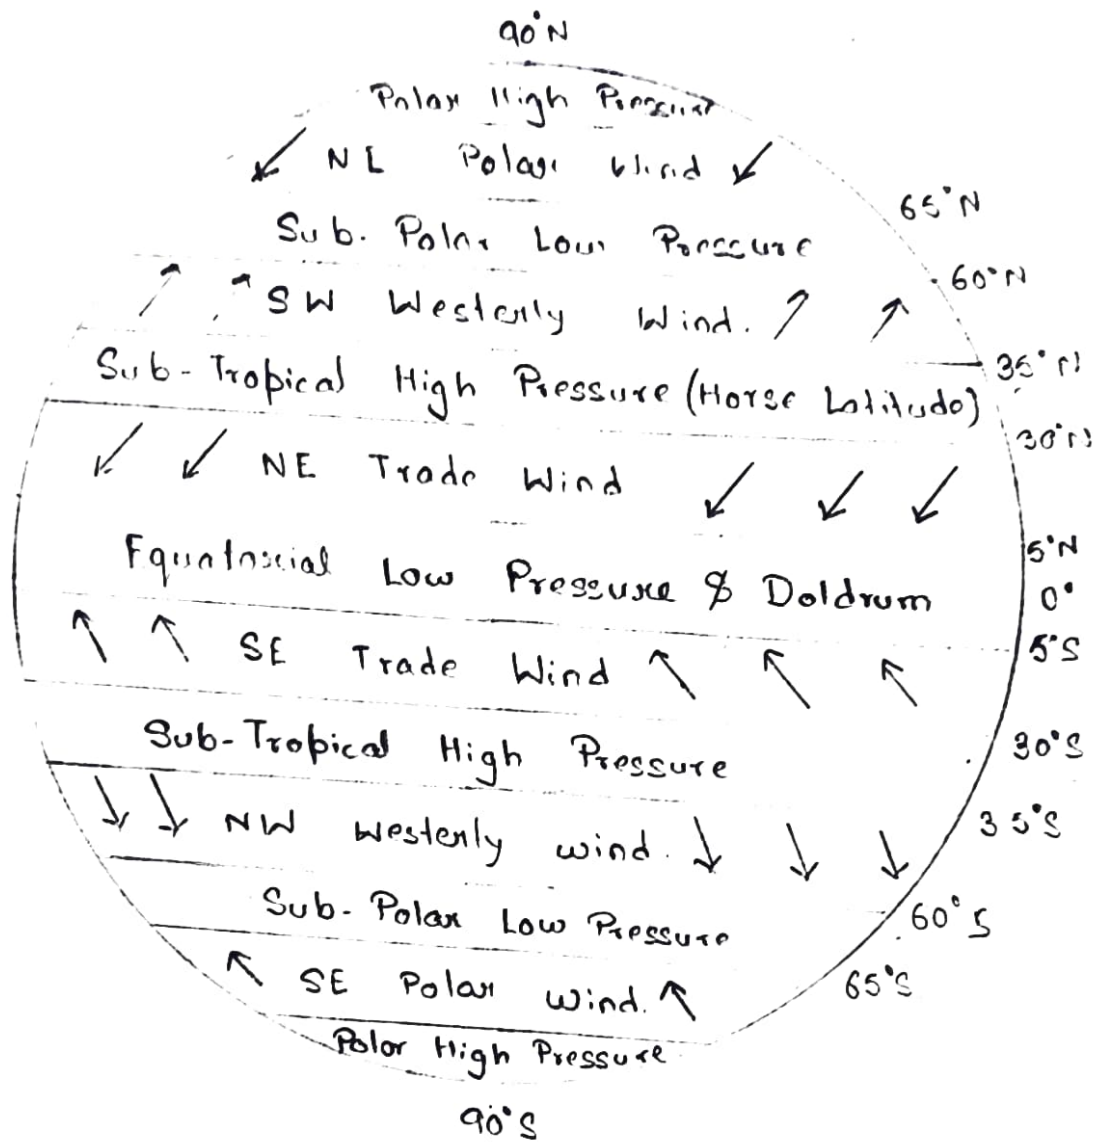 90°N
Polar High Pressure
NE Polar Wind
65°N
Sub-Polar Low Pressure
60°N
SW Westerly Wind.
35°N
Sub-Tropical High Pressure (Horse Latitude)
30°N
NE Trade Wind
5°N
Equatorial Low Pressure $ Doldrum
0°
5°S
SE Trade Wind
Sub-Tropical High Pressure
30°S
35°S
NW Westerly wind.
Sub-Polar Low Pressure
60°S
65°S
SE Polar wind.
Polar High Pressure
90°S